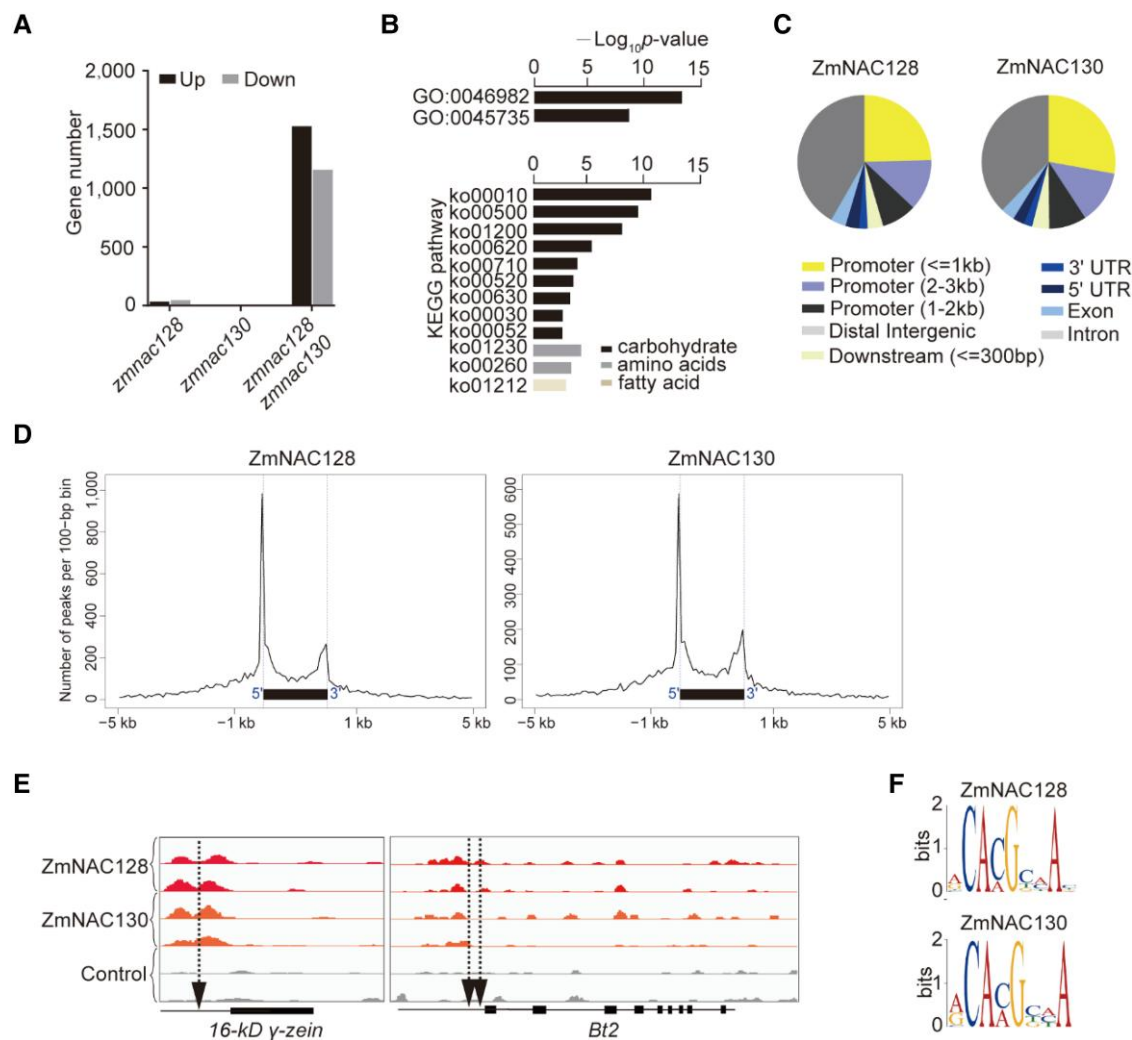 A
2,000
Up
Down
1,500
1,000
500
0
Gene number
zmnac128
zmnac130
zmnac128
zmnac130
B
—Log10p-value
0 5 10 15
GO:0046982
GO:0045735
0 5 10 15
KEGG pathway
ko00010
ko00500
ko01200
ko00620
ko00710
ko00520
ko00630
ko00030
ko00052
ko01230
ko00260
ko01212
carbohydrate
amino acids
fatty acid
C
ZmNAC128
ZmNAC130
Promoter (<=1kb)
Promoter (2-3kb)
Promoter (1-2kb)
Distal Intergenic
Downstream (<=300bp)
3' UTR
5' UTR
Exon
Intron
D
ZmNAC128
Number of peaks per 100-bp bin
1,000
800
600
400
200
0
5' 3'
−5 kb −1 kb 1 kb 5 kb
ZmNAC130
600
500
400
300
200
100
0
5' 3'
−5 kb −1 kb 1 kb 5 kb
E
ZmNAC128
ZmNAC130
Control
16-kD γ-zein
Bt2
F
ZmNAC128
2
bits
1
0
CACG A
ZmNAC130
2
bits
1
0
CACG A